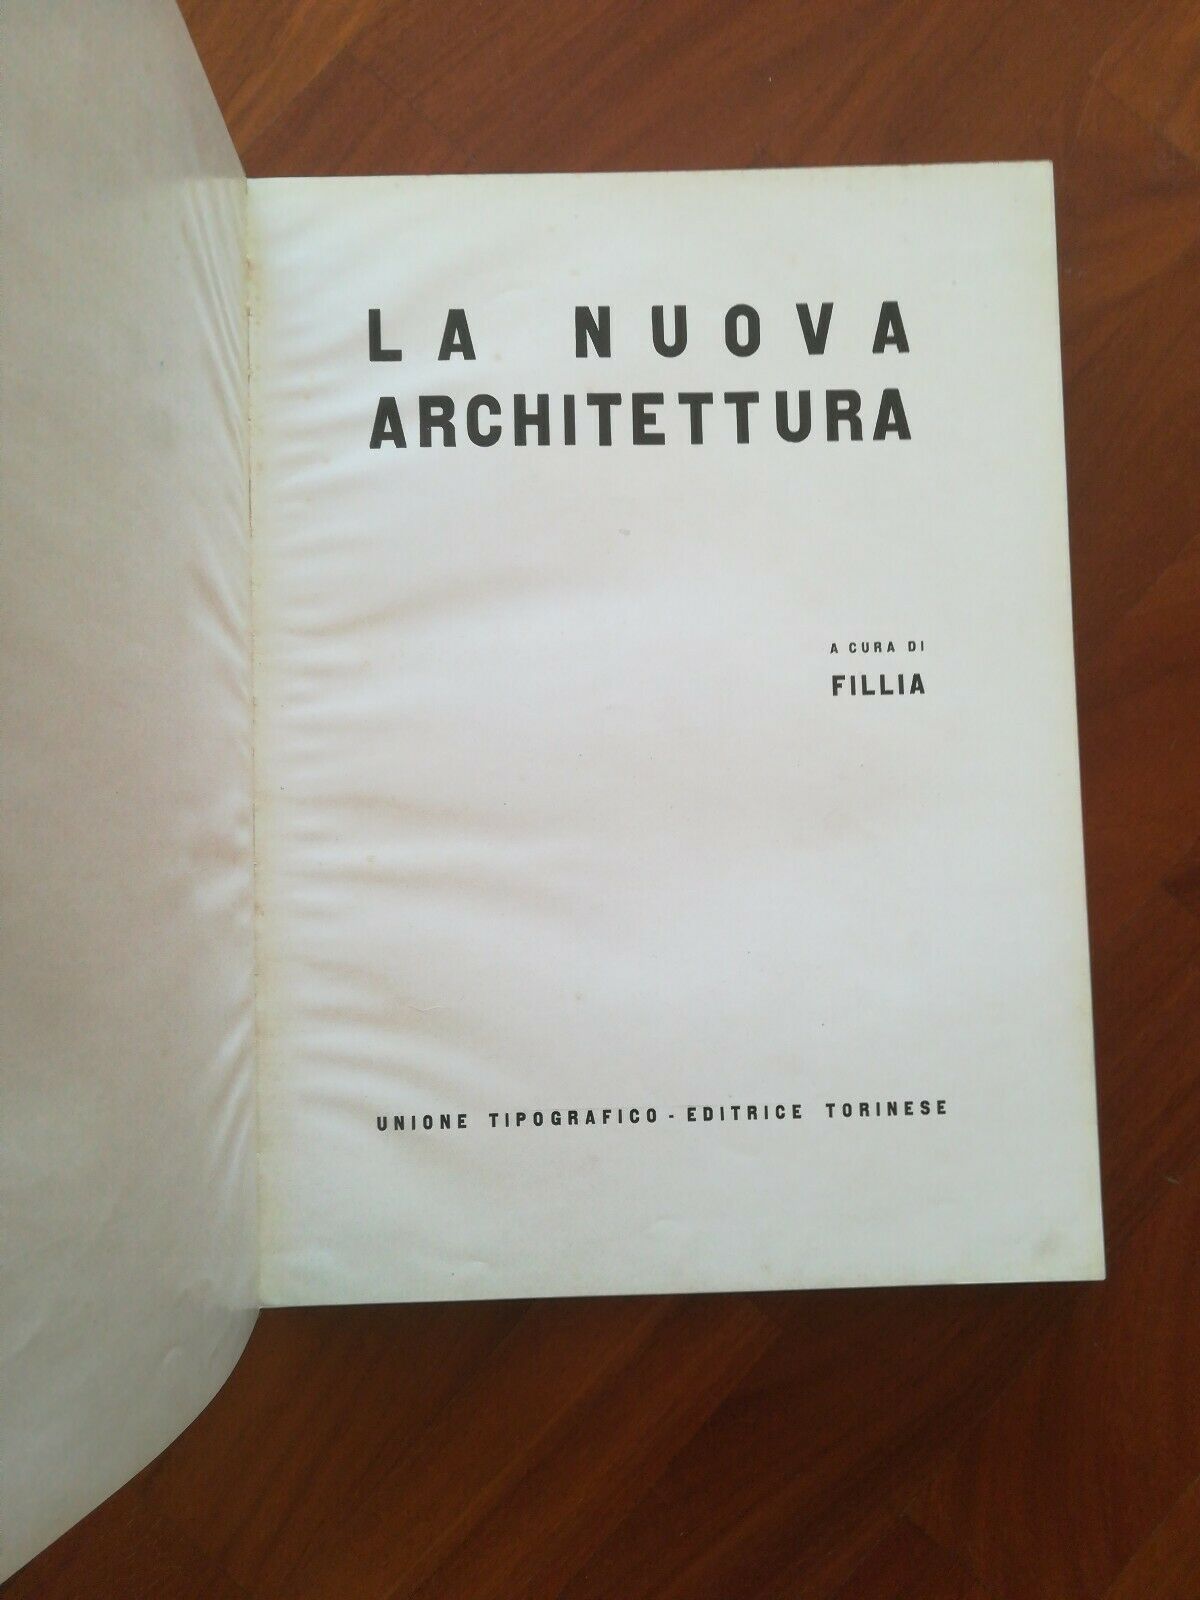 LA NUOVA
ARCHITETTURA
A CURA DI
FILLIA
UNIONE TIPOGRAFICO - EDITRICE TORINESE